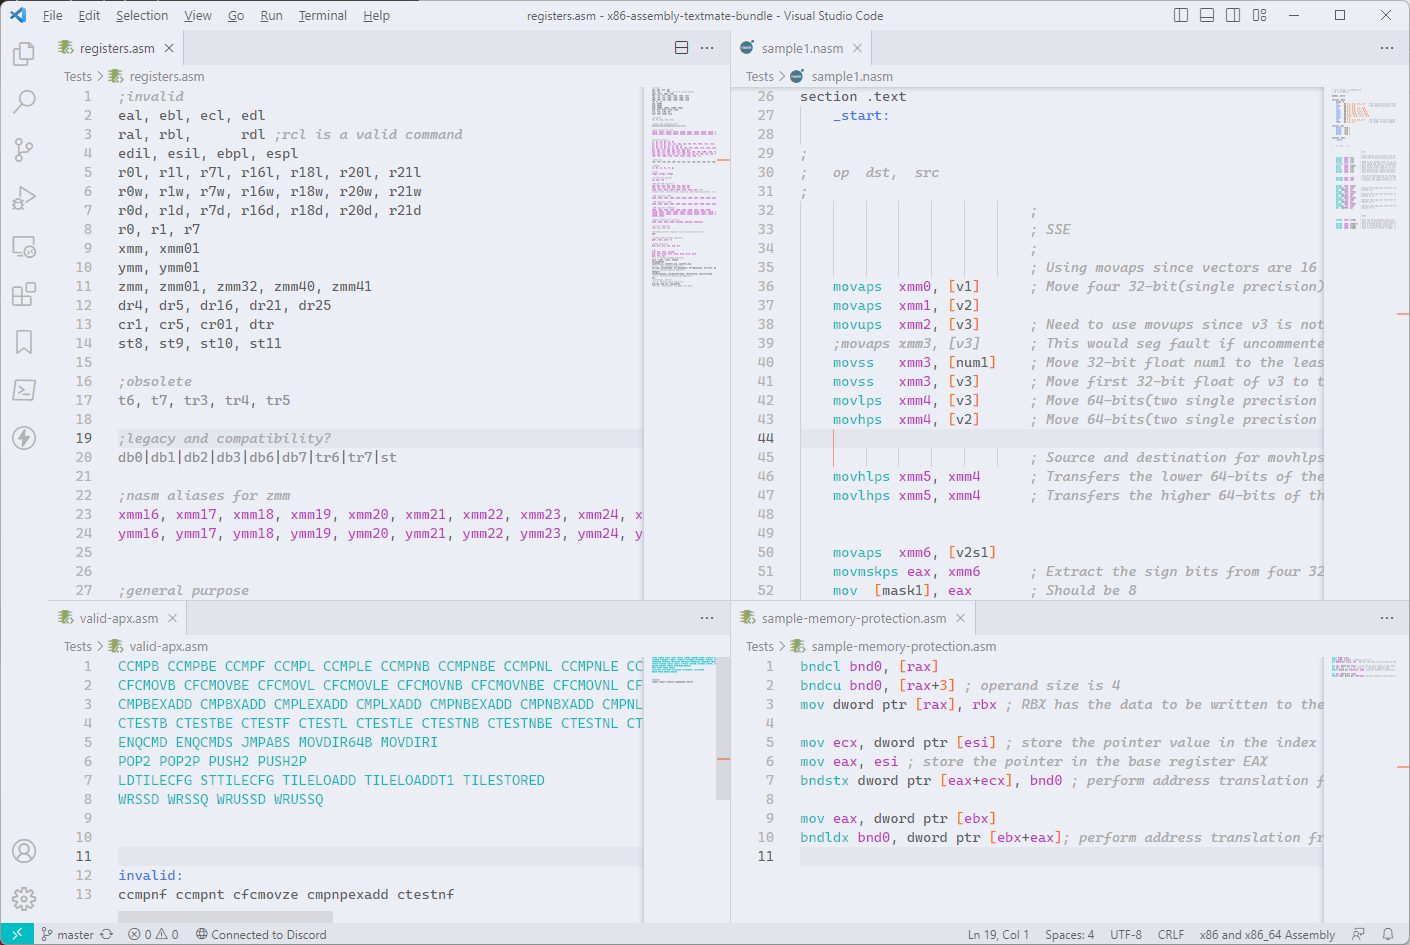 File Edit Selection View Go Run Terminal Help
registers.asm - x86-assembly-textmate-bundle - Visual Studio Code
registers.asm
Tests > registers.asm
1 ;invalid
2 eal, ebl, ecl, edl
3 ral, rbl,      rdl ;rcl is a valid command
4 edil, esil, ebpl, espl
5 r0l, r1l, r7l, r16l, r18l, r20l, r21l
6 r0w, r1w, r7w, r16w, r18w, r20w, r21w
7 r0d, r1d, r7d, r16d, r18d, r20d, r21d
8 r0, r1, r7
9 xmm, xmm01
10 ymm, ymm01
11 zmm, zmm01, zmm32, zmm40, zmm41
12 dr4, dr5, dr16, dr21, dr25
13 cr1, cr5, cr01, dtr
14 st8, st9, st10, st11
15
16 ;obsolete
17 t6, t7, tr3, tr4, tr5
18
19 ;legacy and compatibility?
20 db0|db1|db2|db3|db6|db7|tr6|tr7|st
21
22 ;nasm aliases for zmm
23 xmm16, xmm17, xmm18, xmm19, xmm20, xmm21, xmm22, xmm23, xmm24, x
24 ymm16, ymm17, ymm18, ymm19, ymm20, ymm21, ymm22, ymm23, ymm24, y
25
26
27 ;general purpose
sample1.nasm
Tests > sample1.nasm
26 section .text
27     _start:
28
29 ;
30 ;   op  dst,  src
31 ;
32 ;
33 ; SSE
34 ;
35 ; Using movaps since vectors are 16
36 movaps  xmm0, [v1]      ; Move four 32-bit(single precision)
37 movaps  xmm1, [v2]
38 movups  xmm2, [v3]      ; Need to use movups since v3 is not
39 ;movaps xmm3, [v3]      ; This would seg fault if uncommente
40 movss   xmm3, [num1]    ; Move 32-bit float num1 to the leas
41 movss   xmm3, [v3]      ; Move first 32-bit float of v3 to t
42 movlps  xmm4, [v3]      ; Move 64-bits(two single precision
43 movhps  xmm4, [v2]      ; Move 64-bits(two single precision
44
45 ; Source and destination for movhlps
46 movhlps xmm5, xmm4      ; Transfers the lower 64-bits of the
47 movlhps xmm5, xmm4      ; Transfers the higher 64-bits of th
48
49
50 movaps  xmm6, [v2s1]
51 movmskps eax, xmm6      ; Extract the sign bits from four 32
52 mov  [mask1], eax       ; Should be 8
valid-apx.asm
Tests > valid-apx.asm
1 CCMPB CCMPBE CCMPF CCMPL CCMPLE CCMPNB CCMPNBE CCMPNL CCMPNLE CC
2 CFCMOVB CFCMOVBE CFCMOVL CFCMOVLE CFCMOVNB CFCMOVNBE CFCMOVNL CF
3 CMPBEXADD CMPBXADD CMPLEXADD CMPLXADD CMPNBEXADD CMPNBXADD CMPNL
4 CTESTB CTESTBE CTESTF CTESTL CTESTLE CTESTNB CTESTNBE CTESTNL CT
5 ENQCMD ENQCMDS JMPABS MOVDIR64B MOVDIRI
6 POP2 POP2P PUSH2 PUSH2P
7 LDTILECFG STTILECFG TILELOADD TILELOADDT1 TILESTORED
8 WRSSD WRSSQ WRUSSD WRUSSQ
9
10
11
12 invalid:
13 ccmpnf ccmpnt cfcmovze cmpnpexadd ctestnf
sample-memory-protection.asm
Tests > sample-memory-protection.asm
1 bndcl bnd0, [rax]
2 bndcu bnd0, [rax+3] ; operand size is 4
3 mov dword ptr [rax], rbx ; RBX has the data to be written to the
4
5 mov ecx, dword ptr [esi] ; store the pointer value in the index
6 mov eax, esi ; store the pointer in the base register EAX
7 bndstx dword ptr [eax+ecx], bnd0 ; perform address translation f
8
9 mov eax, dword ptr [ebx]
10 bndldx bnd0, dword ptr [ebx+eax]; perform address translation fr
11
master 0 0 Connected to Discord Ln 19, Col 1 Spaces: 4 UTF-8 CRLF x86 and x86_64 Assembly